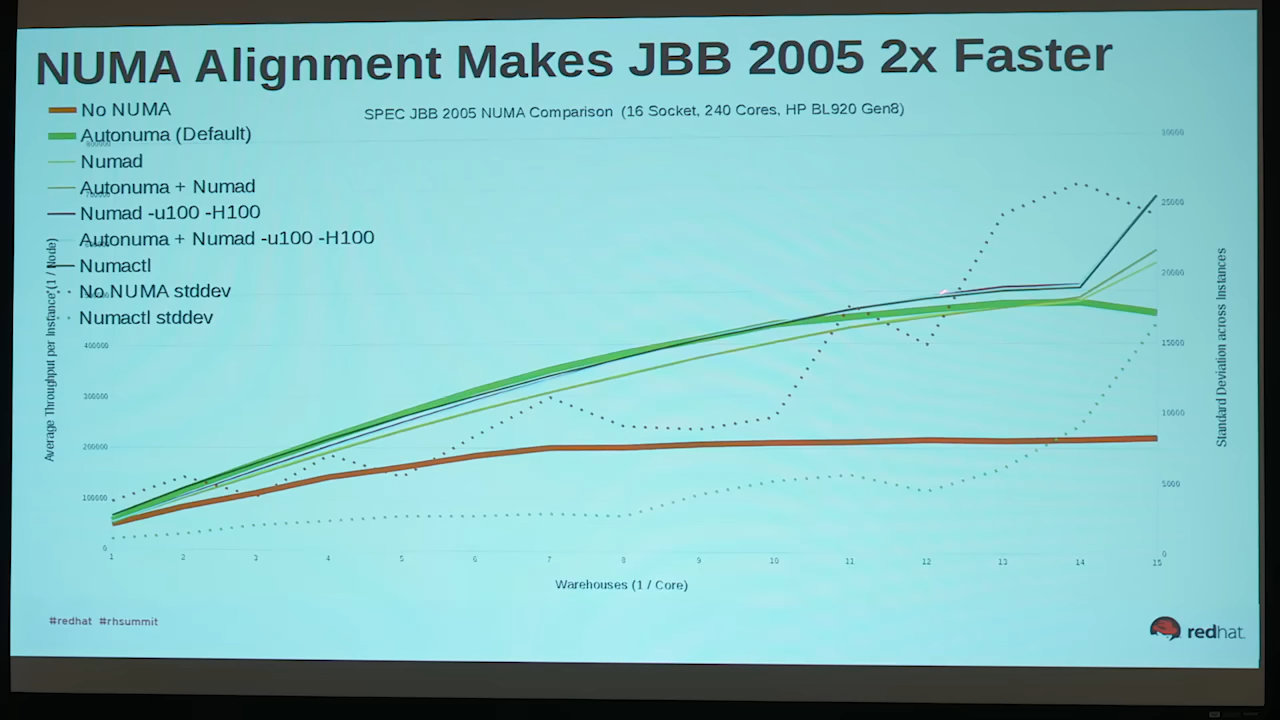 NUMA Alignment Makes JBB 2005 2x Faster
SPEC JBB 2005 NUMA Comparison (16 Socket, 240 Cores, HP BL920 Gen8)
No NUMA
Autonuma (Default)
Numad
Autonuma + Numad
Numad -u100 -H100
Autonuma + Numad -u100 -H100
Numactl
No NUMA stddev
Numactl stddev
Average Throughput per Instance (1 / Node)
800000
400000
300000
200000
100000
0
30000
25000
20000
15000
10000
5000
0
Standard Deviation across Instances
1 2 3 4 5 6 7 8 9 10 11 12 13 14 15
Warehouses (1 / Core)
#redhat #rhsummit
redhat.